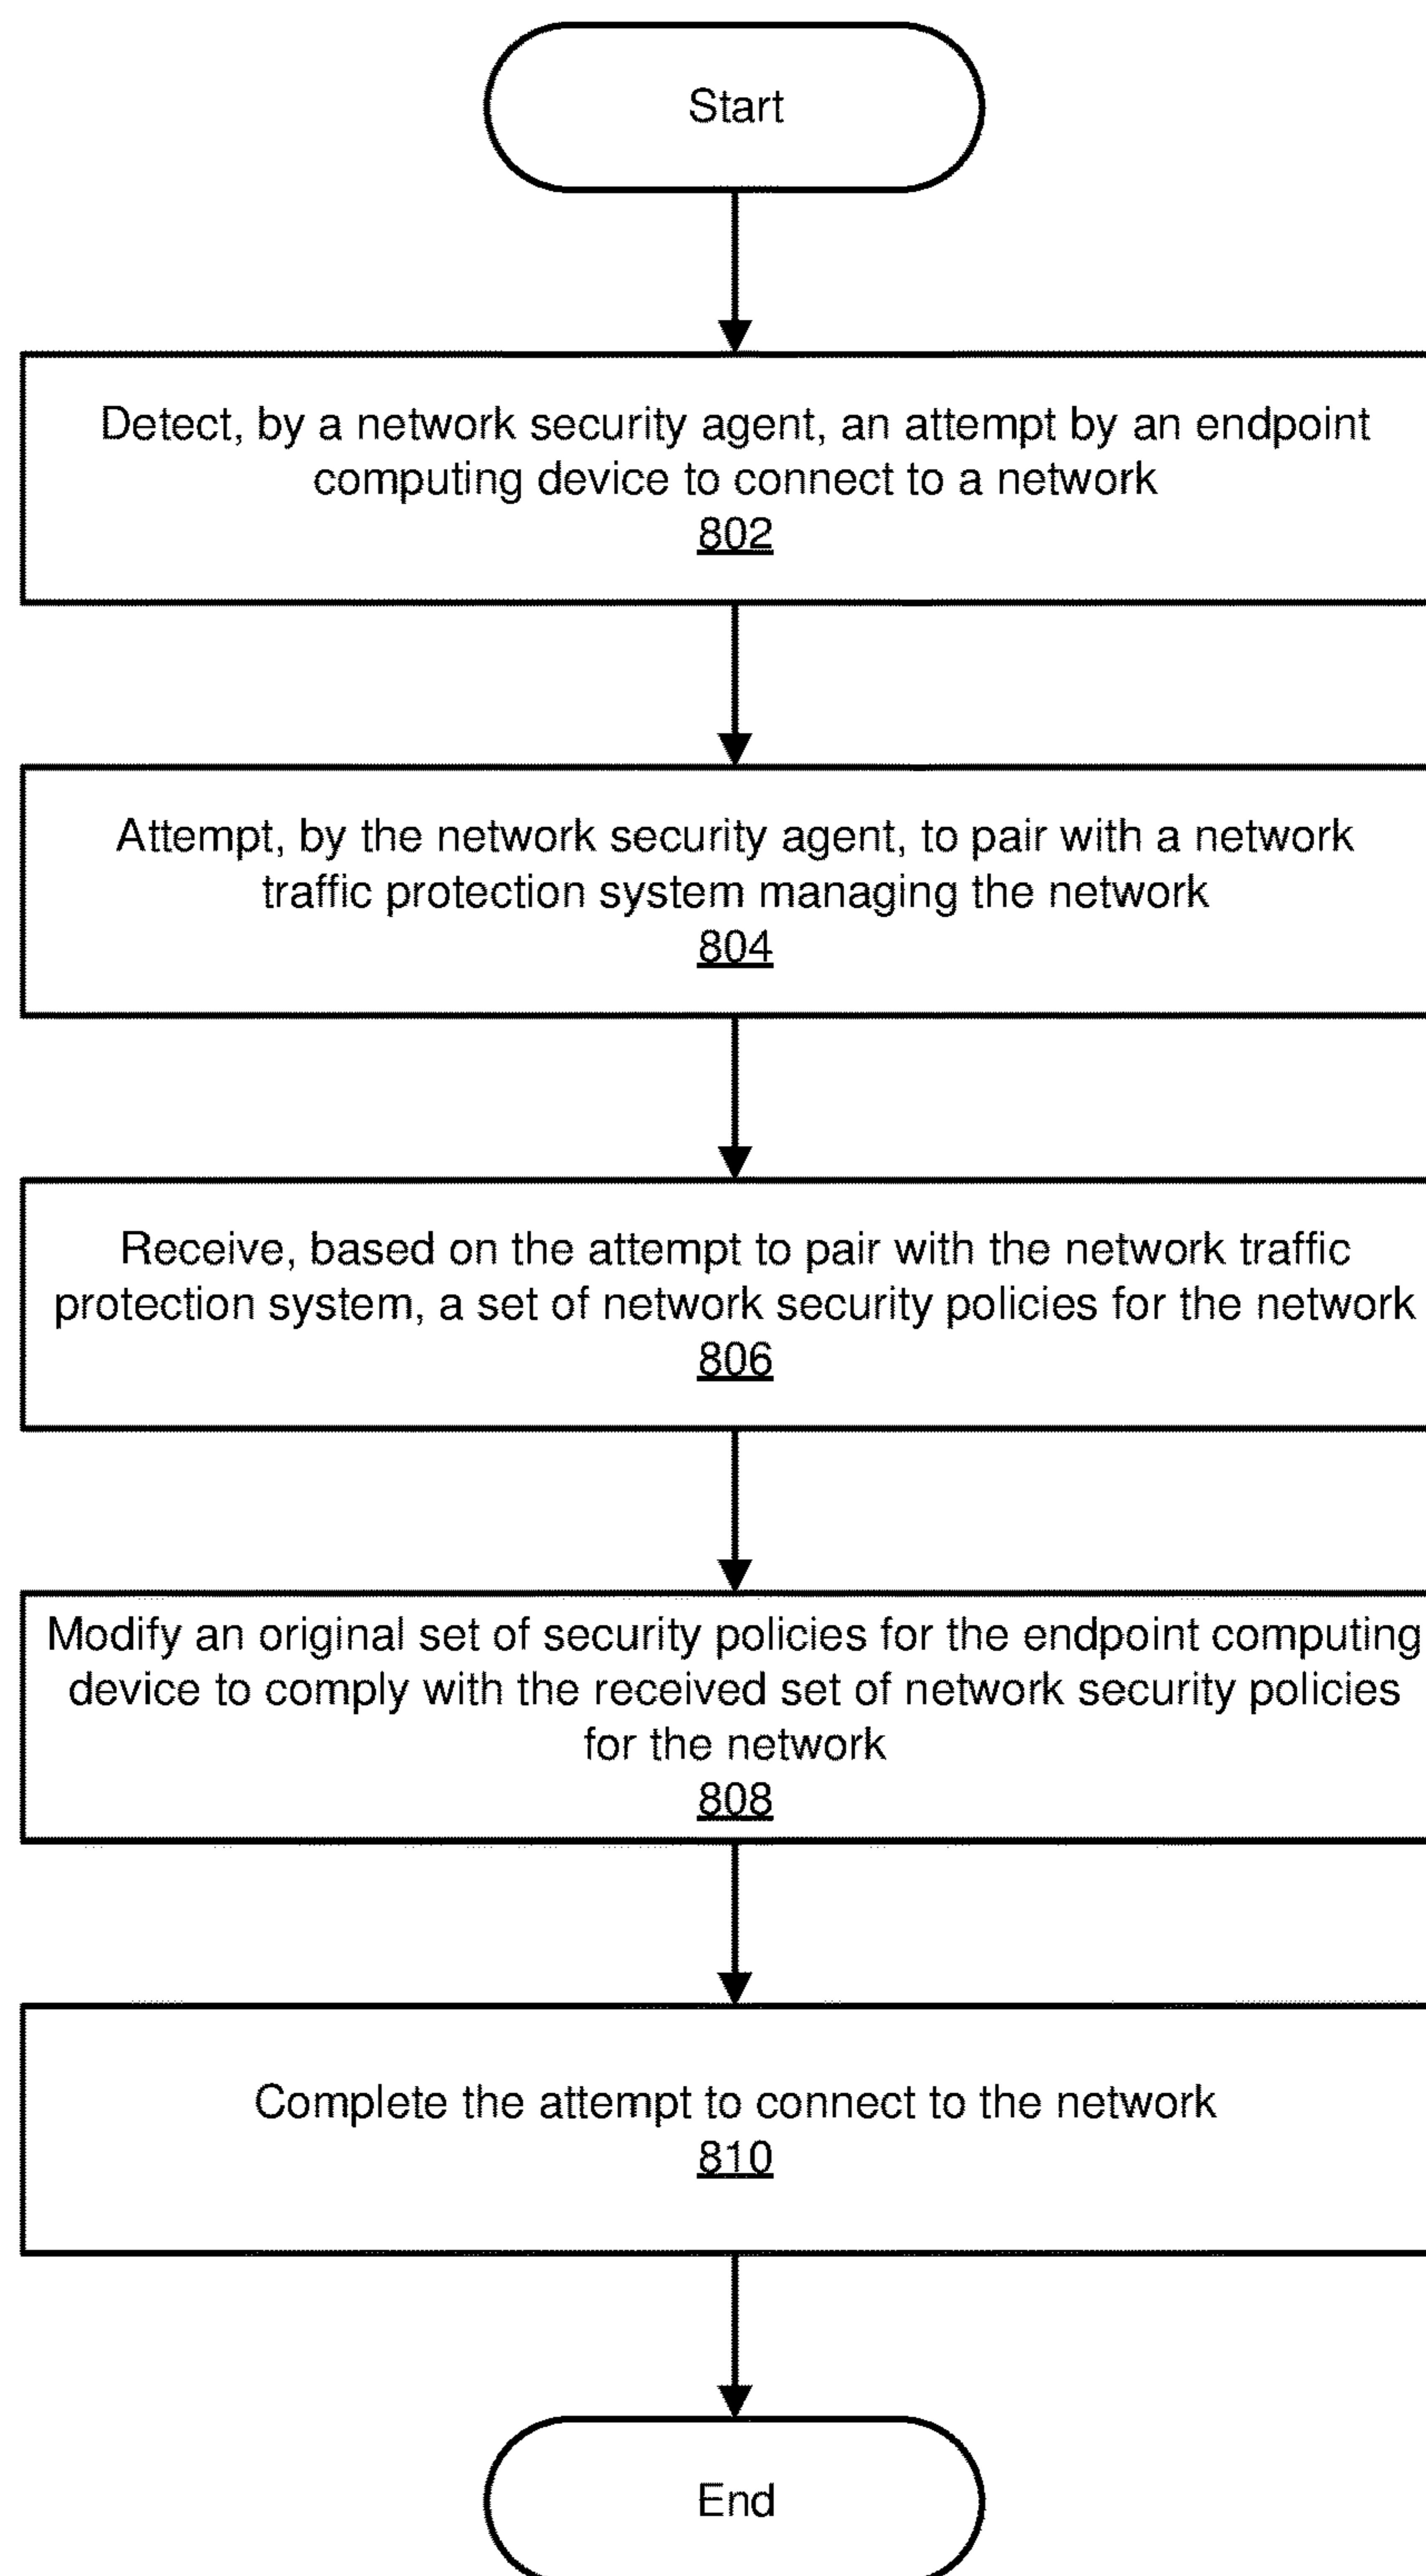 Start
Detect, by a network security agent, an attempt by an endpoint
computing device to connect to a network
802
Attempt, by the network security agent, to pair with a network
traffic protection system managing the network
804
Receive, based on the attempt to pair with the network traffic
protection system, a set of network security policies for the network
806
Modify an original set of security policies for the endpoint computing
device to comply with the received set of network security policies
for the network
808
Complete the attempt to connect to the network
810
End